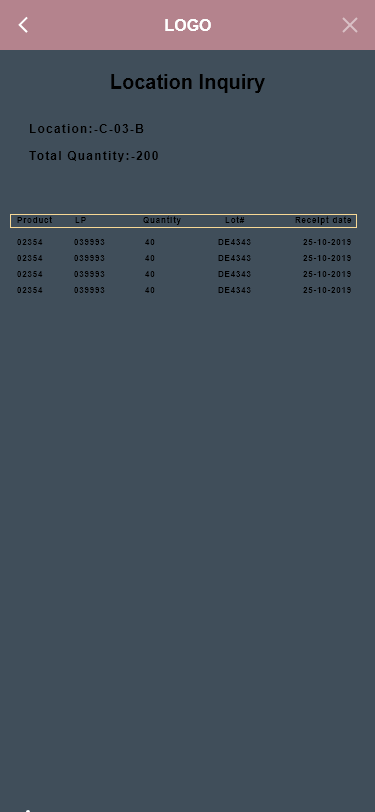 LOGO
Location Inquiry
Location:-C-03-B
Total Quantity:-200
Product LP Quantity Lot# Receipt date
02354 039993 40 DE4343 25-10-2019
02354 039993 40 DE4343 25-10-2019
02354 039993 40 DE4343 25-10-2019
02354 039993 40 DE4343 25-10-2019